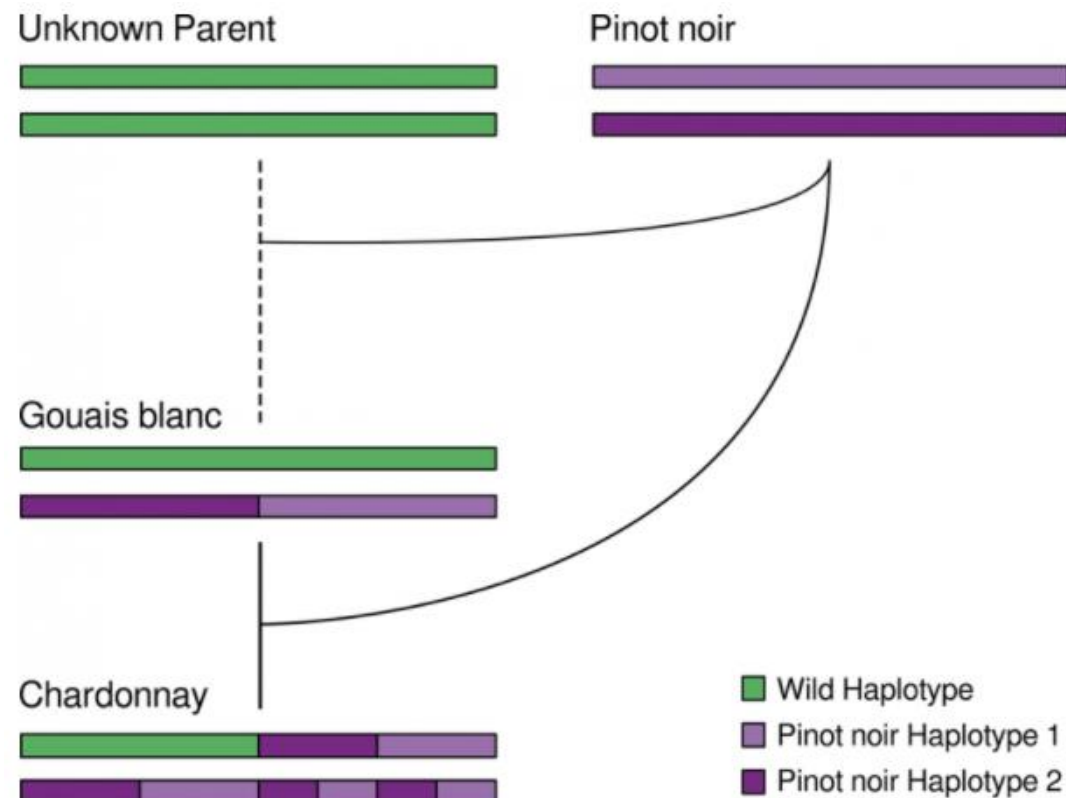 Unknown Parent
Pinot noir
Gouais blanc
Chardonnay
Wild Haplotype
Pinot noir Haplotype 1
Pinot noir Haplotype 2